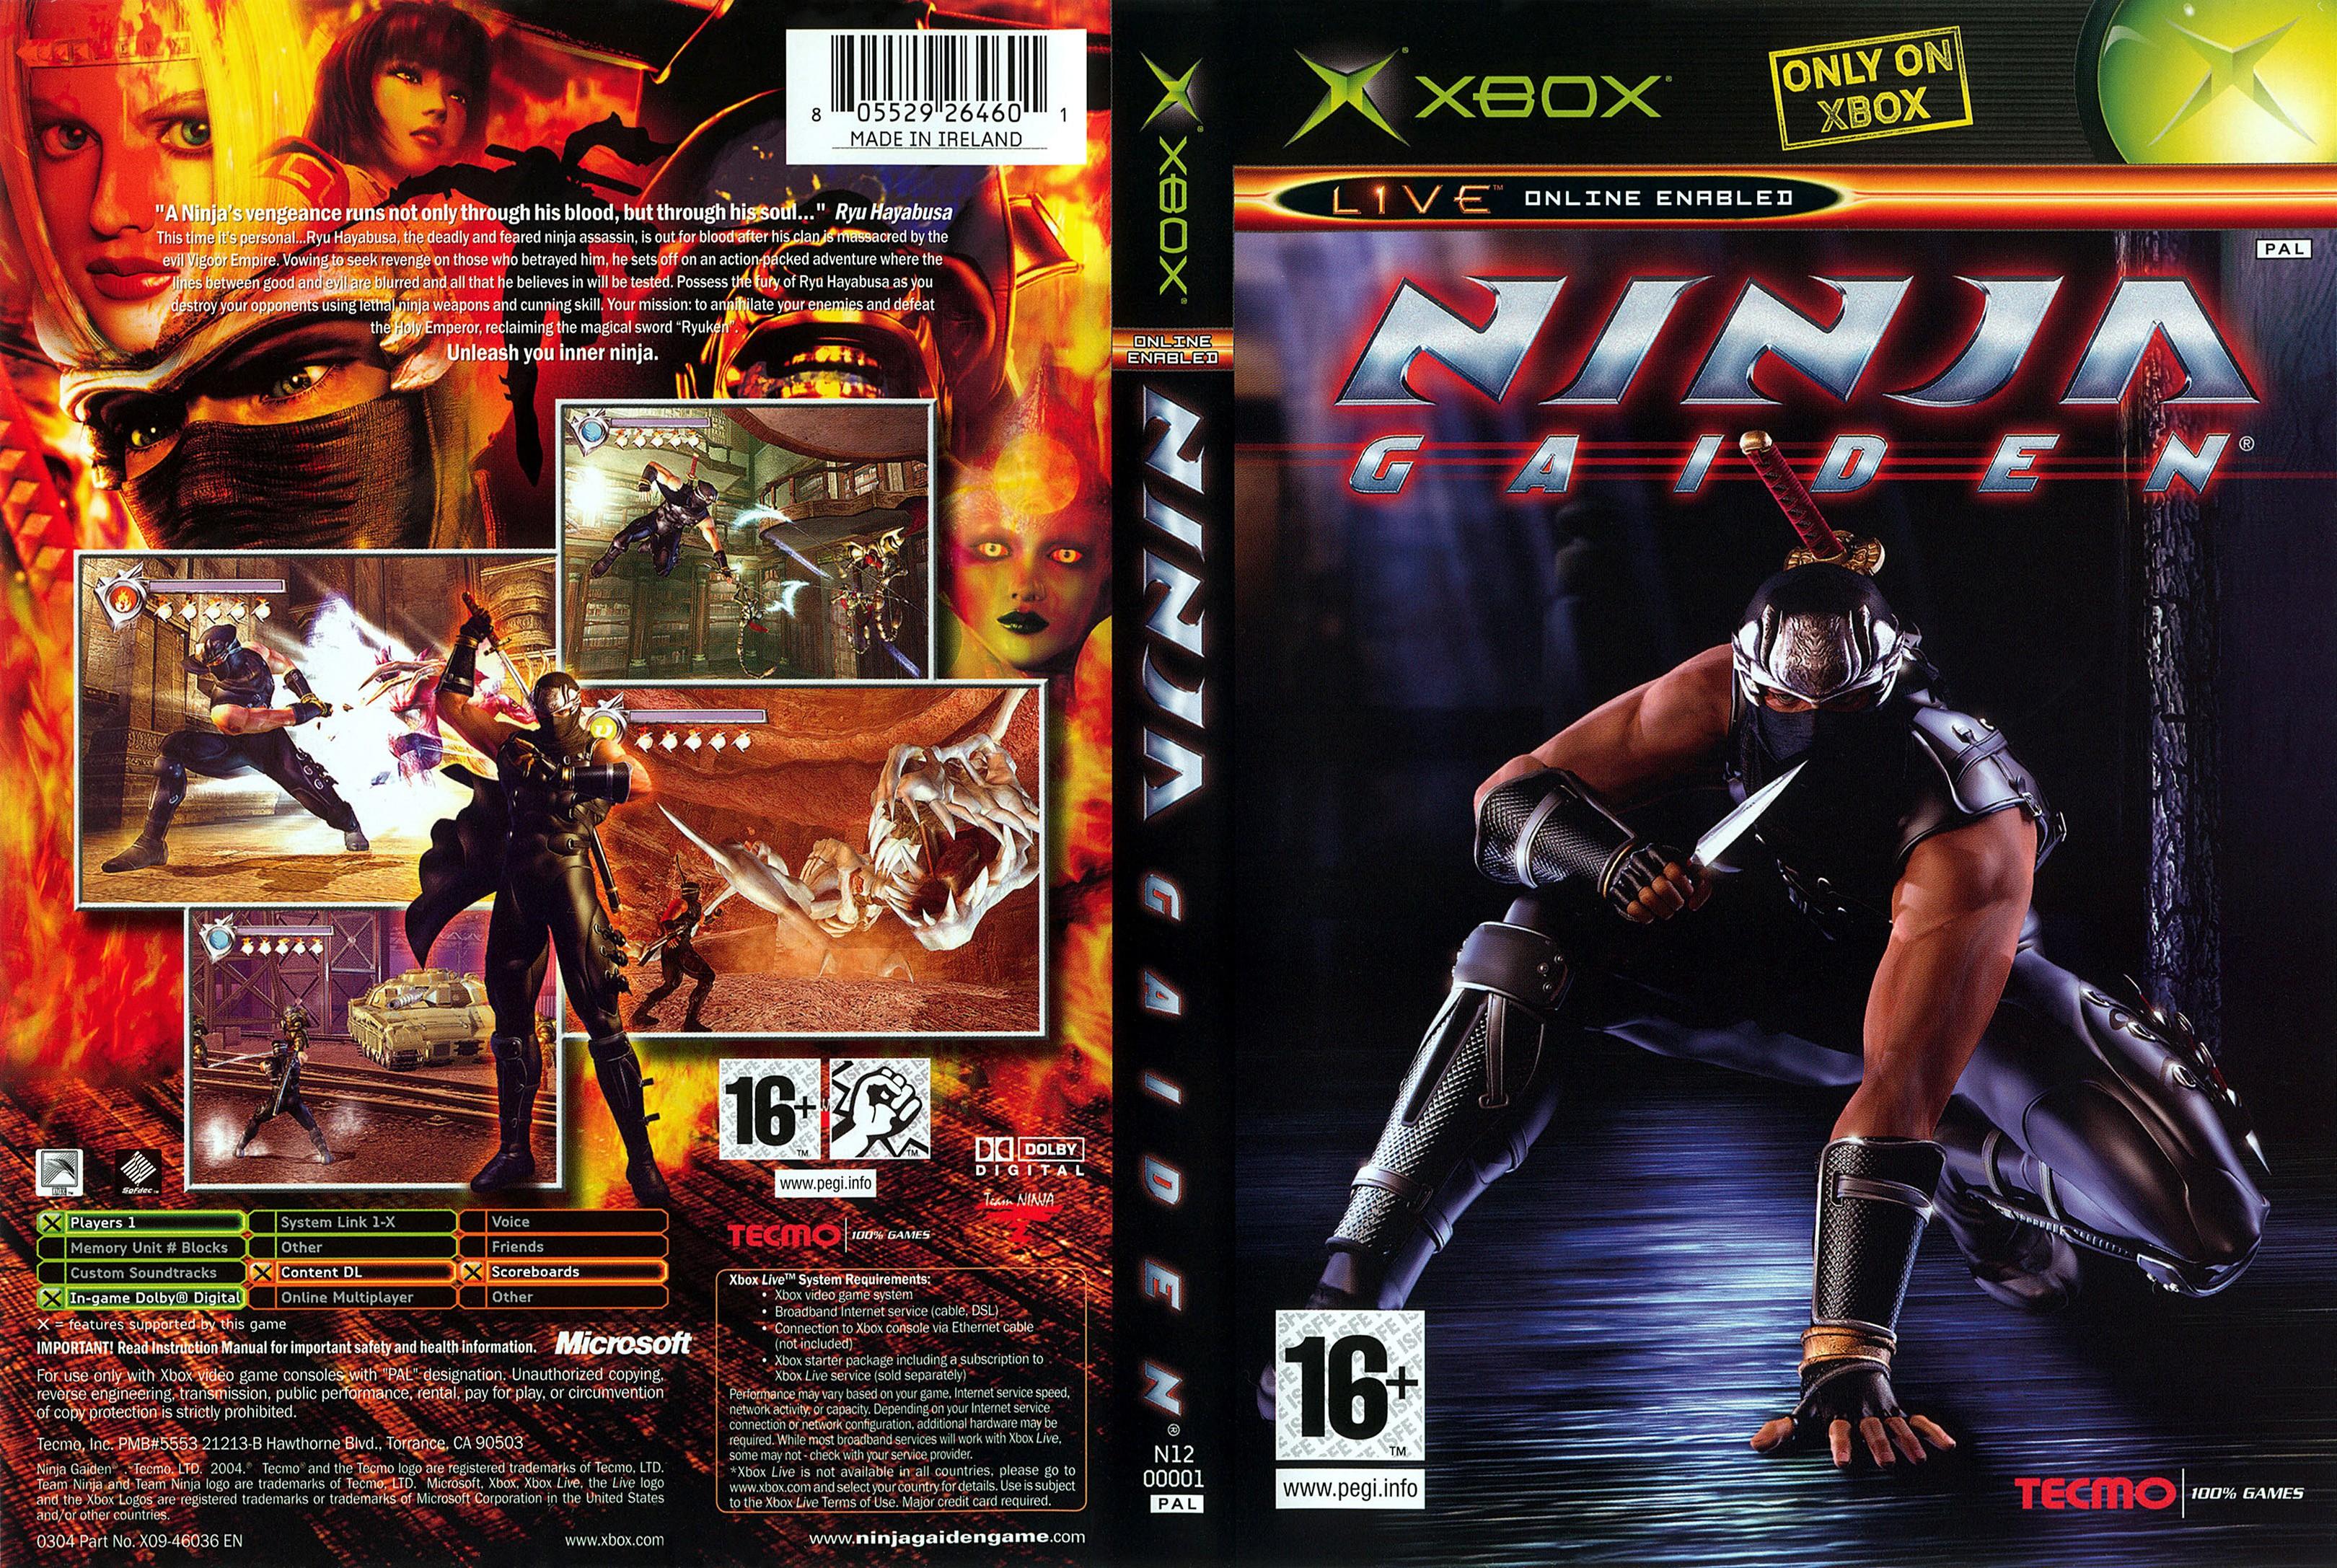 8 05529 26460 1
MADE IN IRELAND
"A Ninja's vengeance runs not only through his blood, but through his soul..." Ryu Hayabusa
This time it's personal...Ryu Hayabusa, the deadly and feared ninja assassin, is out for blood after his clan is massacred by the
evil Vigoor Empire. Vowing to seek revenge on those who betrayed him, he sets off on an action-packed adventure where the
lines between good and evil are blurred and all that he believes in will be tested. Possess the fury of Ryu Hayabusa as you
destroy your opponents using lethal ninja weapons and cunning skill. Your mission: to annihilate your enemies and defeat
the Holy Emperor, reclaiming the magical sword “Ryuken”.
Unleash you inner ninja.
16+
™
™
www.pegi.info
DOLBY
DIGITAL
Team NINJA
TECMO 100% GAMES
Sofdec™
Players 1 System Link 1-X Voice
Memory Unit # Blocks Other Friends
Custom Soundtracks Content DL Scoreboards
In-game Dolby® Digital Online Multiplayer Other
X = features supported by this game
IMPORTANT! Read Instruction Manual for important safety and health information. Microsoft
For use only with Xbox video game consoles with "PAL" designation. Unauthorized copying,
reverse engineering, transmission, public performance, rental, pay for play, or circumvention
of copy protection is strictly prohibited.
Tecmo, Inc. PMB#5553 21213-B Hawthorne Blvd., Torrance, CA 90503
Ninja Gaiden® - Tecmo, LTD. 2004.® Tecmo® and the Tecmo logo are registered trademarks of Tecmo, LTD.
Team Ninja and Team Ninja logo are trademarks of Tecmo, LTD. Microsoft, Xbox, Xbox Live, the Live logo
and the Xbox Logos are registered trademarks or trademarks of Microsoft Corporation in the United States
and/or other countries.
0304 Part No. X09-46036 EN
www.xbox.com
Xbox Live™ System Requirements:
• Xbox video game system
• Broadband Internet service (cable, DSL)
• Connection to Xbox console via Ethernet cable
(not included)
• Xbox starter package including a subscription to
Xbox Live service (sold separately)
Performance may vary based on your game, Internet service speed,
network activity, or capacity. Depending on your Internet service
connection or network configuration, additional hardware may be
required. While most broadband services will work with Xbox Live,
some may not - check with your service provider.
*Xbox Live is not available in all countries, please go to
www.xbox.com and select your country for details. Use is subject
to the Xbox Live Terms of Use. Major credit card required.
www.ninjagaidengame.com
XBOX®
ONLINE
ENABLED
NINJA GAIDEN®
N12
00001
PAL
XBOX®
ONLY ON
XBOX
LIVE™ ONLINE ENABLED
PAL
NINJA
GAIDEN®
16+
™
www.pegi.info
TECMO 100% GAMES